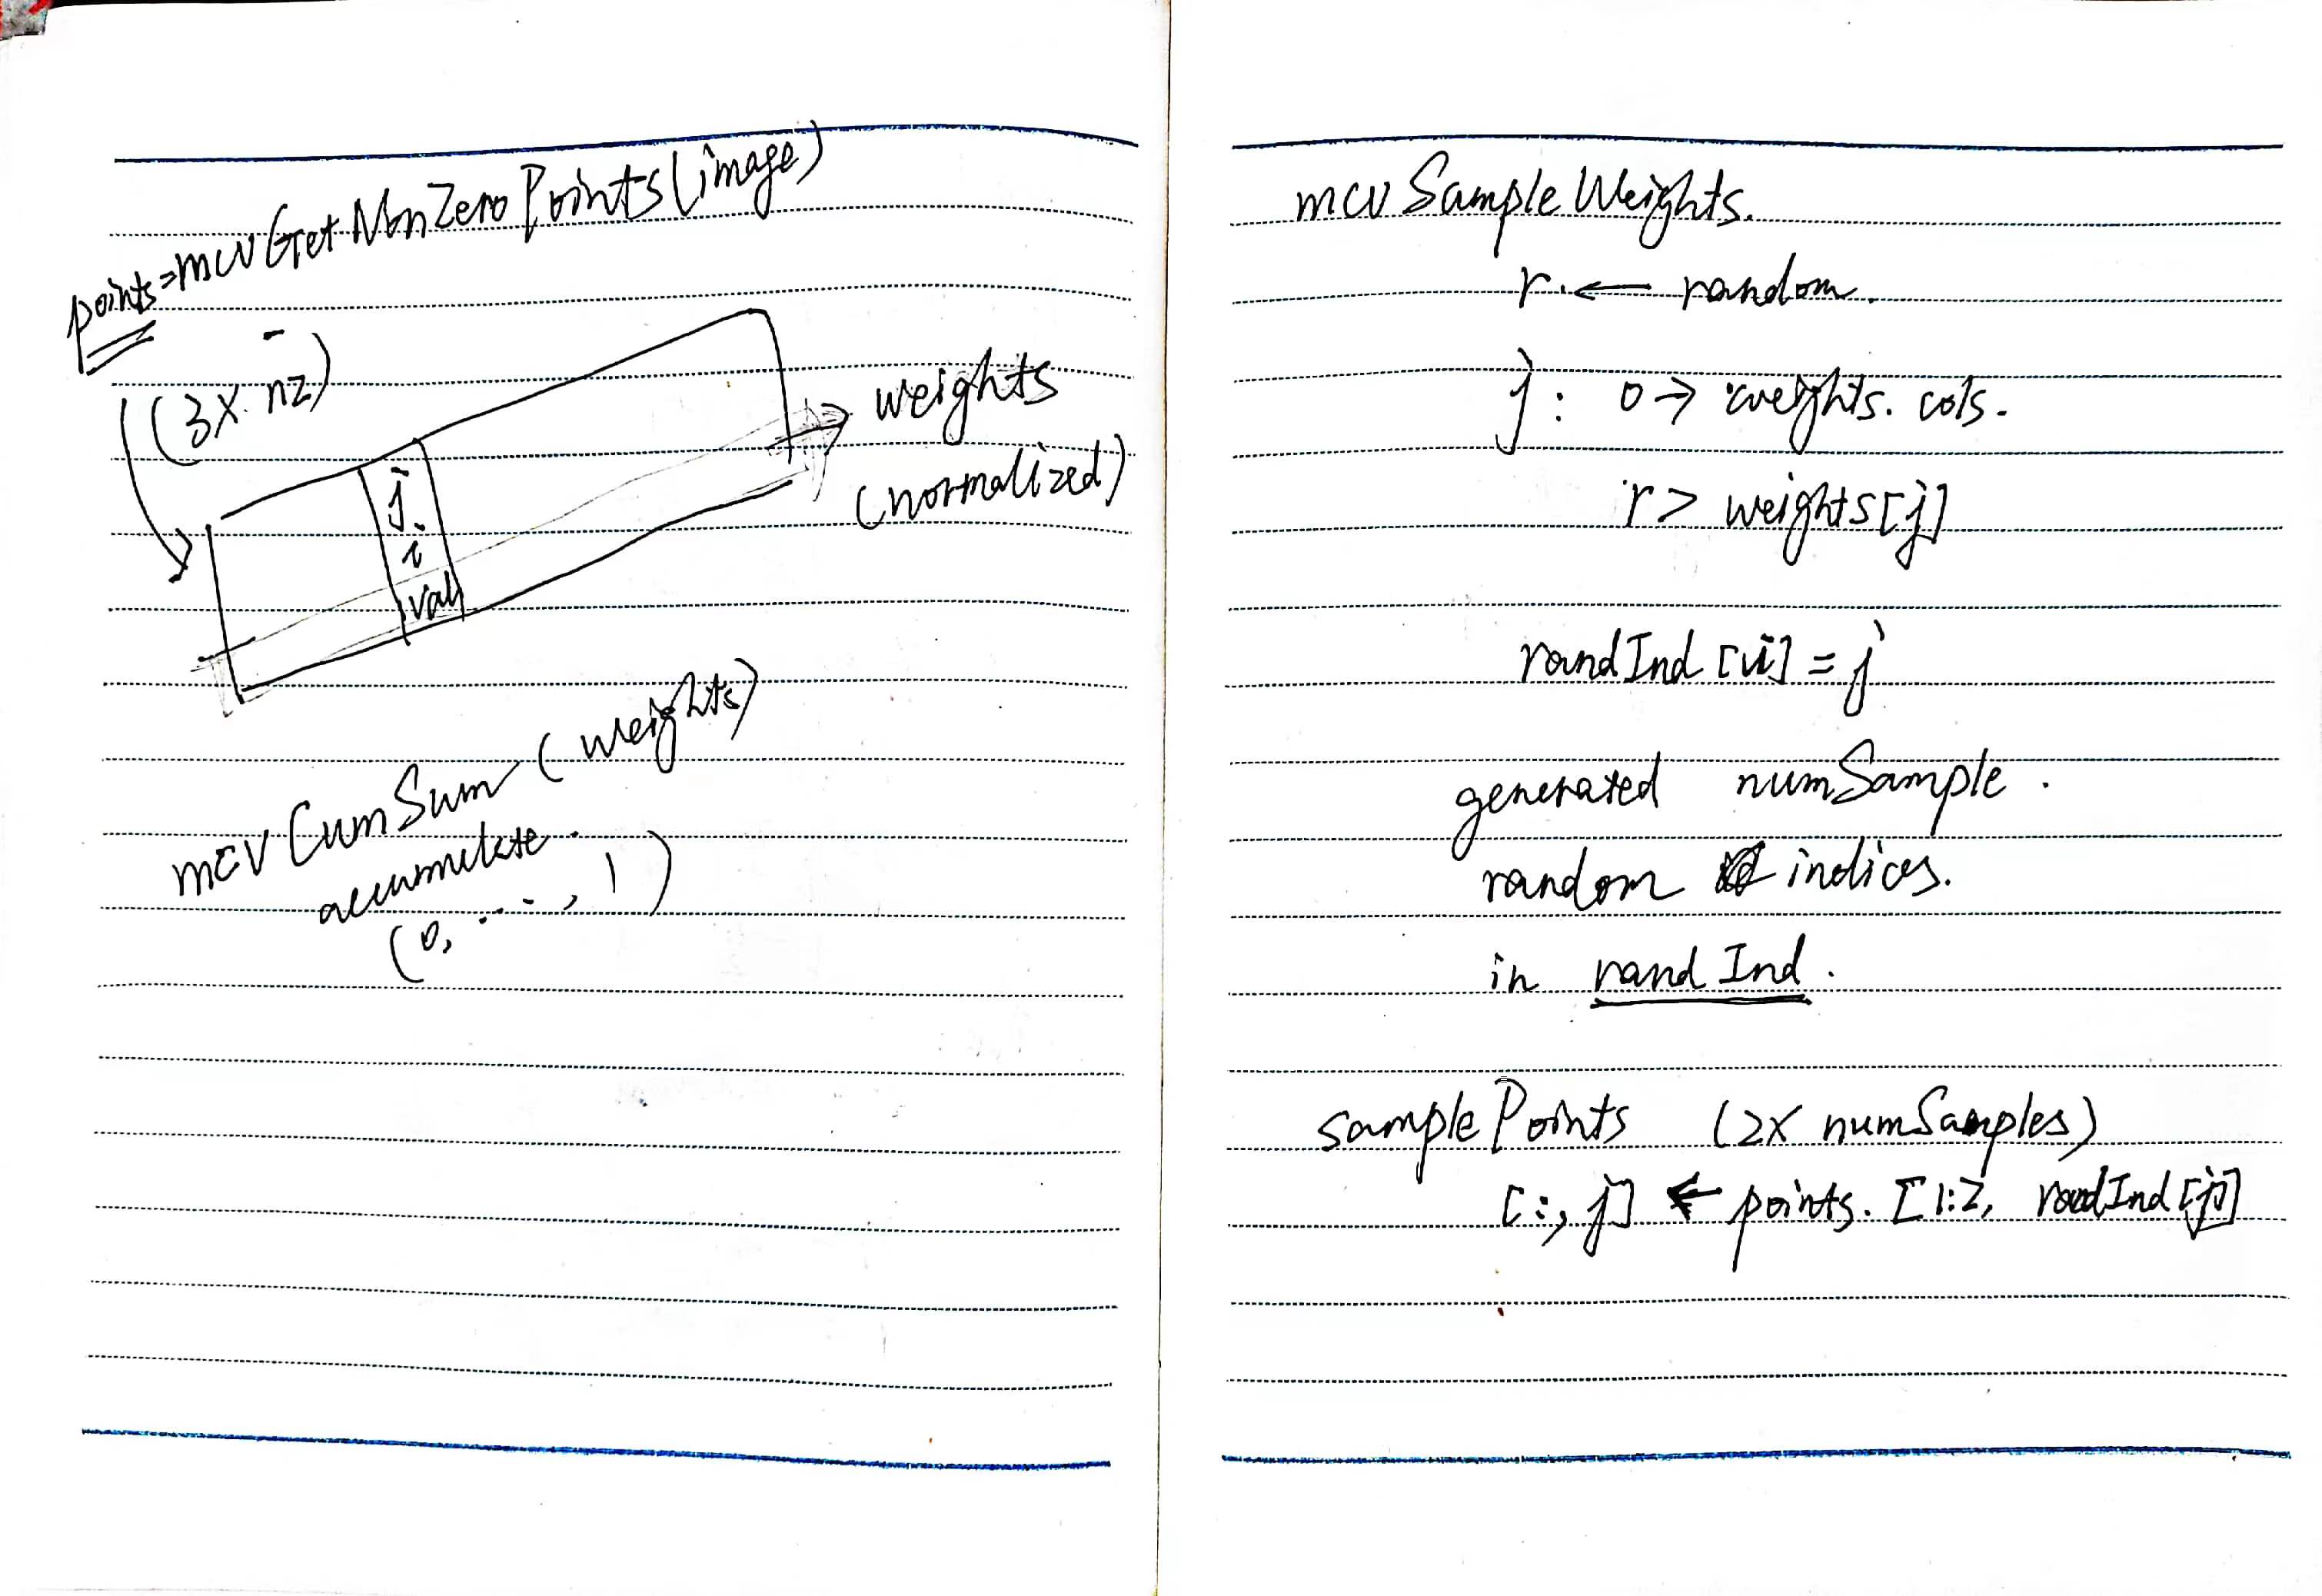 points=mcvGetNonZeroPoints(image)
(3x nz)
j
i
val
weights
(normalized)
mcvCumSum (weights)
accumulate.
(0, ..., 1)
mcvSampleWeights.
r ← random.
j : 0 → weights. cols.
r > weights[j]
randInd [i] = j
generated numSample.
random indices.
in randInd.
samplePoints (2x numSamples)
[:, j] ← points. [1:2, randInd[j]]